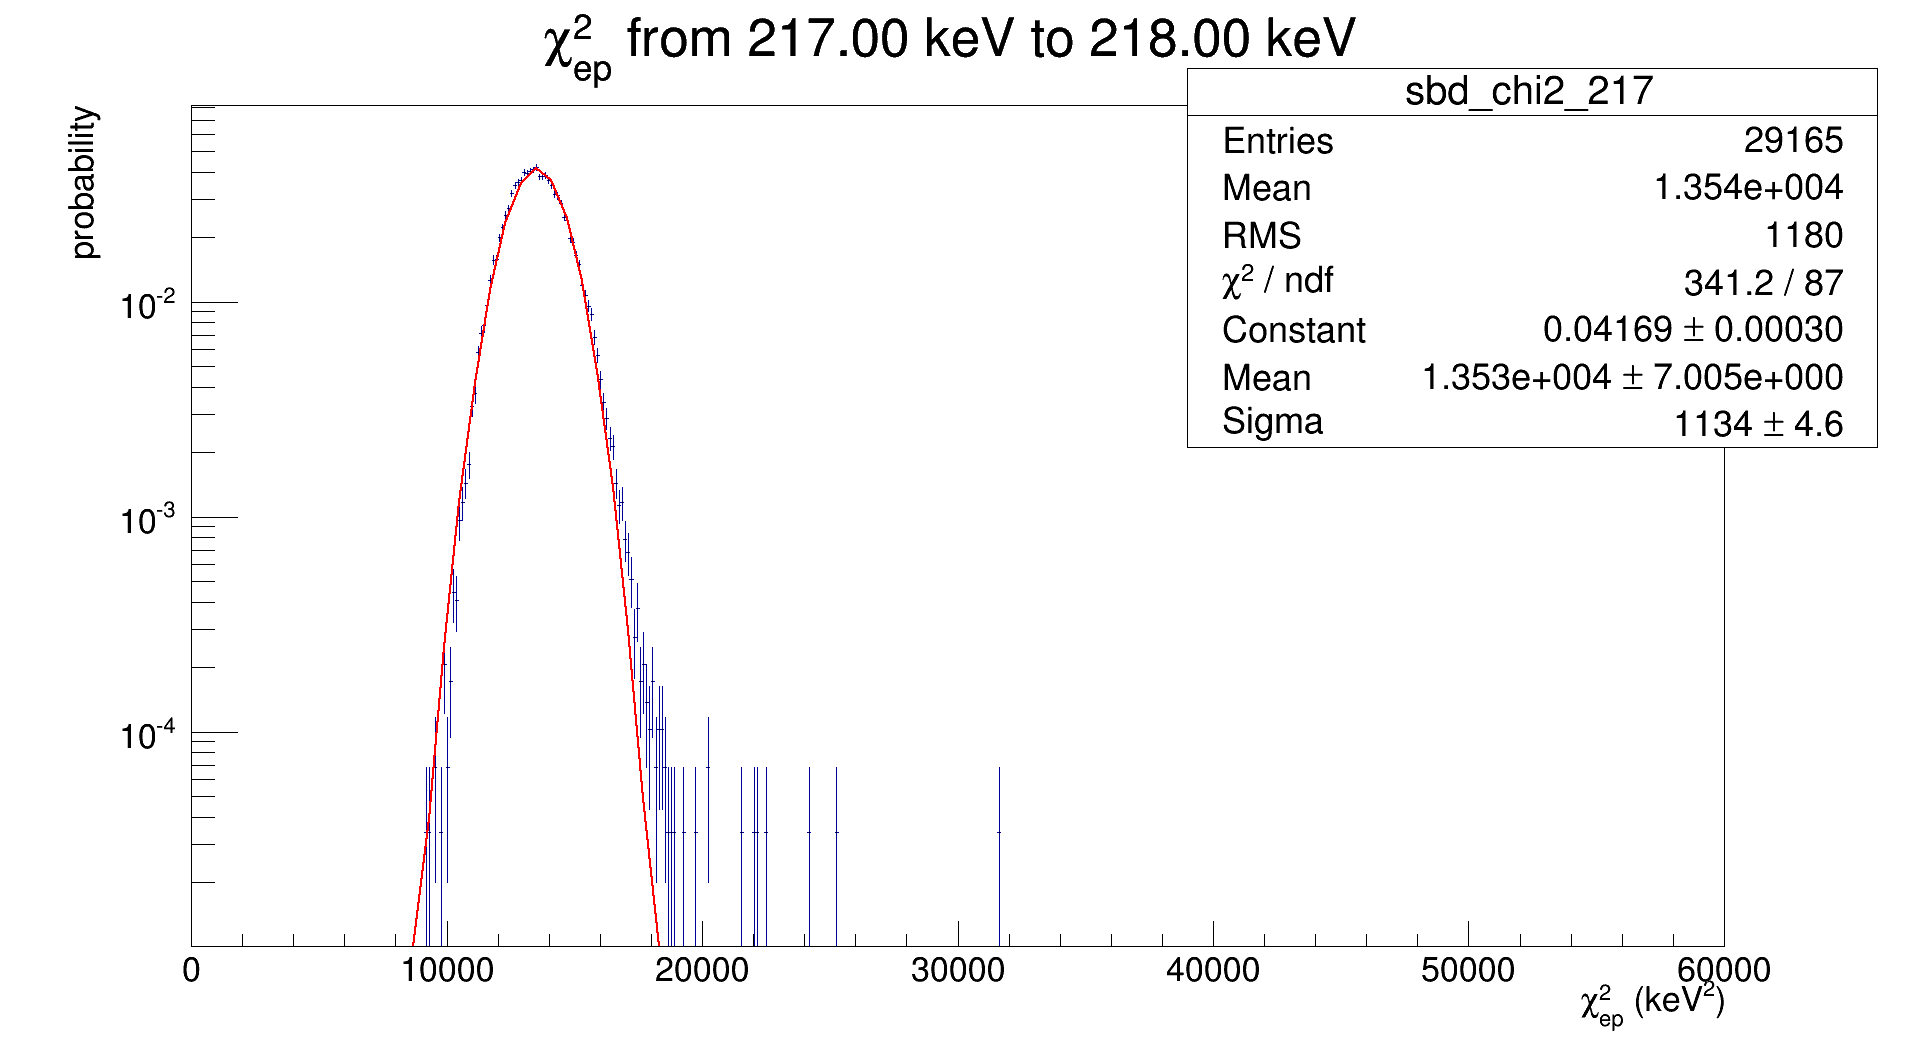 χ²ep from 217.00 keV to 218.00 keV
sbd_chi2_217
Entries 29165
Mean 1.354e+004
RMS 1180
χ² / ndf 341.2 / 87
Constant 0.04169 ± 0.00030
Mean 1.353e+004 ± 7.005e+000
Sigma 1134 ± 4.6
probability
10⁻²
10⁻³
10⁻⁴
0 10000 20000 30000 40000 50000 60000
χ²ep (keV²)